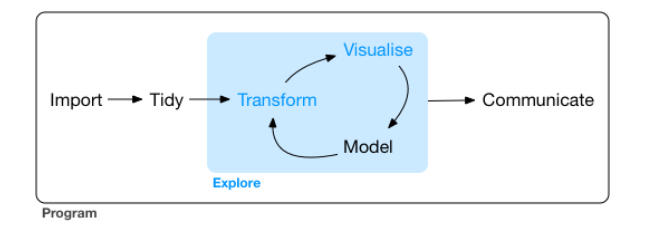 Visualise
Import Tidy Transform Communicate
Model
Explore
Program